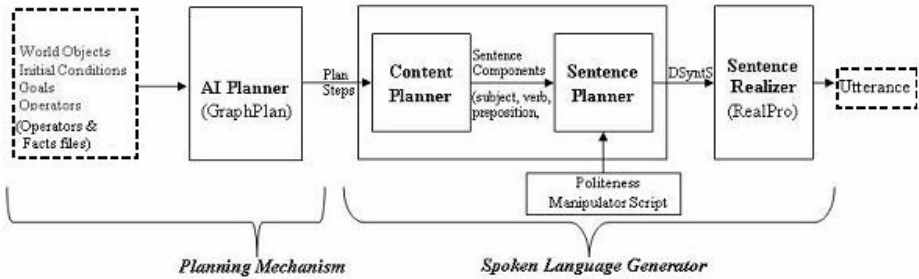 World Objects
Initial Conditions
Goals
Operators
(Operators &
Facts files)
AI Planner
(GraphPlan)
Plan
Steps
Content
Planner
Sentence
Components
(subject, verb,
preposition,
Sentence
Planner
DSyntS
Sentence
Realizer
(RealPro)
Utterance
Politeness
Manipulator Script
Planning Mechanism
Spoken Language Generator